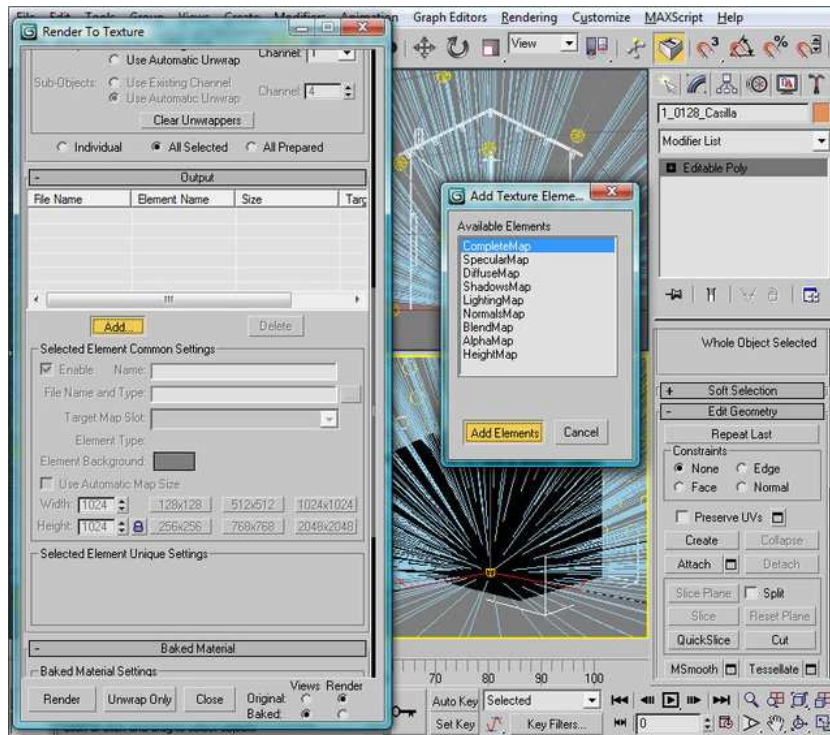 File Edit Tools Group Views Create Modifiers Animation Graph Editors Rendering Customize MAXScript Help
Render To Texture
Use Automatic Unwrap
Channel: 1
Sub-Objects:
Use Existing Channel
Use Automatic Unwrap
Channel: 4
Clear Unwrappers
Individual
All Selected
All Prepared
Output
File Name
Element Name
Size
Targ
Add...
Delete
Selected Element Common Settings
Enable
Name:
File Name and Type:
Target Map Slot:
Element Type:
Element Background:
Use Automatic Map Size
Width: 1024
128x128
512x512
1024x1024
Height: 1024
256x256
768x768
2048x2048
Selected Element Unique Settings
Baked Material
Baked Material Settings
Render
Unwrap Only
Close
Views Render
Original:
Baked:
View
Add Texture Eleme...
Available Elements
CompleteMap
SpecularMap
DiffuseMap
ShadowsMap
LightingMap
NormalsMap
BlendMap
AlphaMap
HeightMap
Add Elements
Cancel
70 80 90 100
Auto Key
Selected
Set Key
Key Filters...
0
1_0128_Casilla
Modifier List
Editable Poly
Whole Object Selected
+ Soft Selection
- Edit Geometry
Repeat Last
Constraints
None
Edge
Face
Normal
Preserve UVs
Create
Collapse
Attach
Detach
Slice Plane
Split
Slice
Reset Plane
QuickSlice
Cut
MSmooth
Tessellate